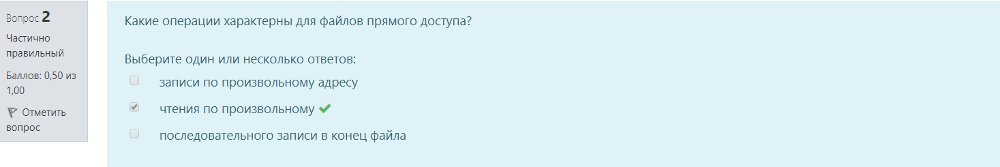 Вопрос 2
Частично
правильный
Баллов: 0,50 из
1,00
Отметить
вопрос
Какие операции характерны для файлов прямого доступа?
Выберите один или несколько ответов:
записи по произвольному адресу
чтения по произвольному
последовательного записи в конец файла